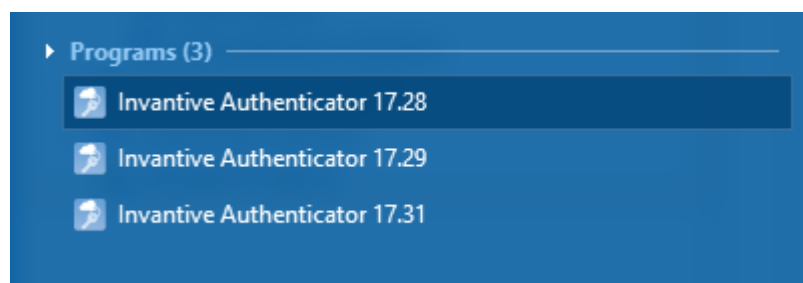 Programs (3)
Invantive Authenticator 17.28
Invantive Authenticator 17.29
Invantive Authenticator 17.31